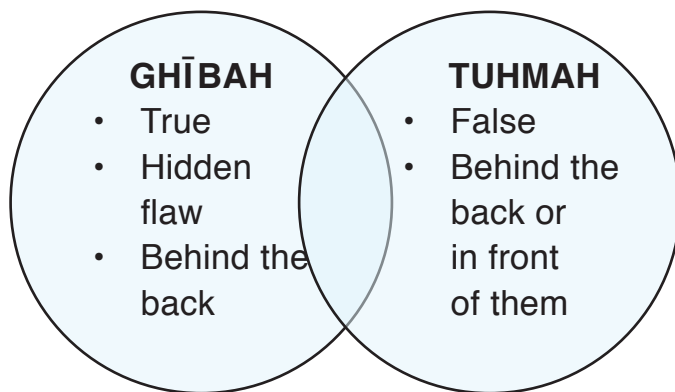 GHĪBAH
• True
• Hidden
flaw
• Behind the
back
TUHMAH
• False
• Behind the
back or
in front
of them